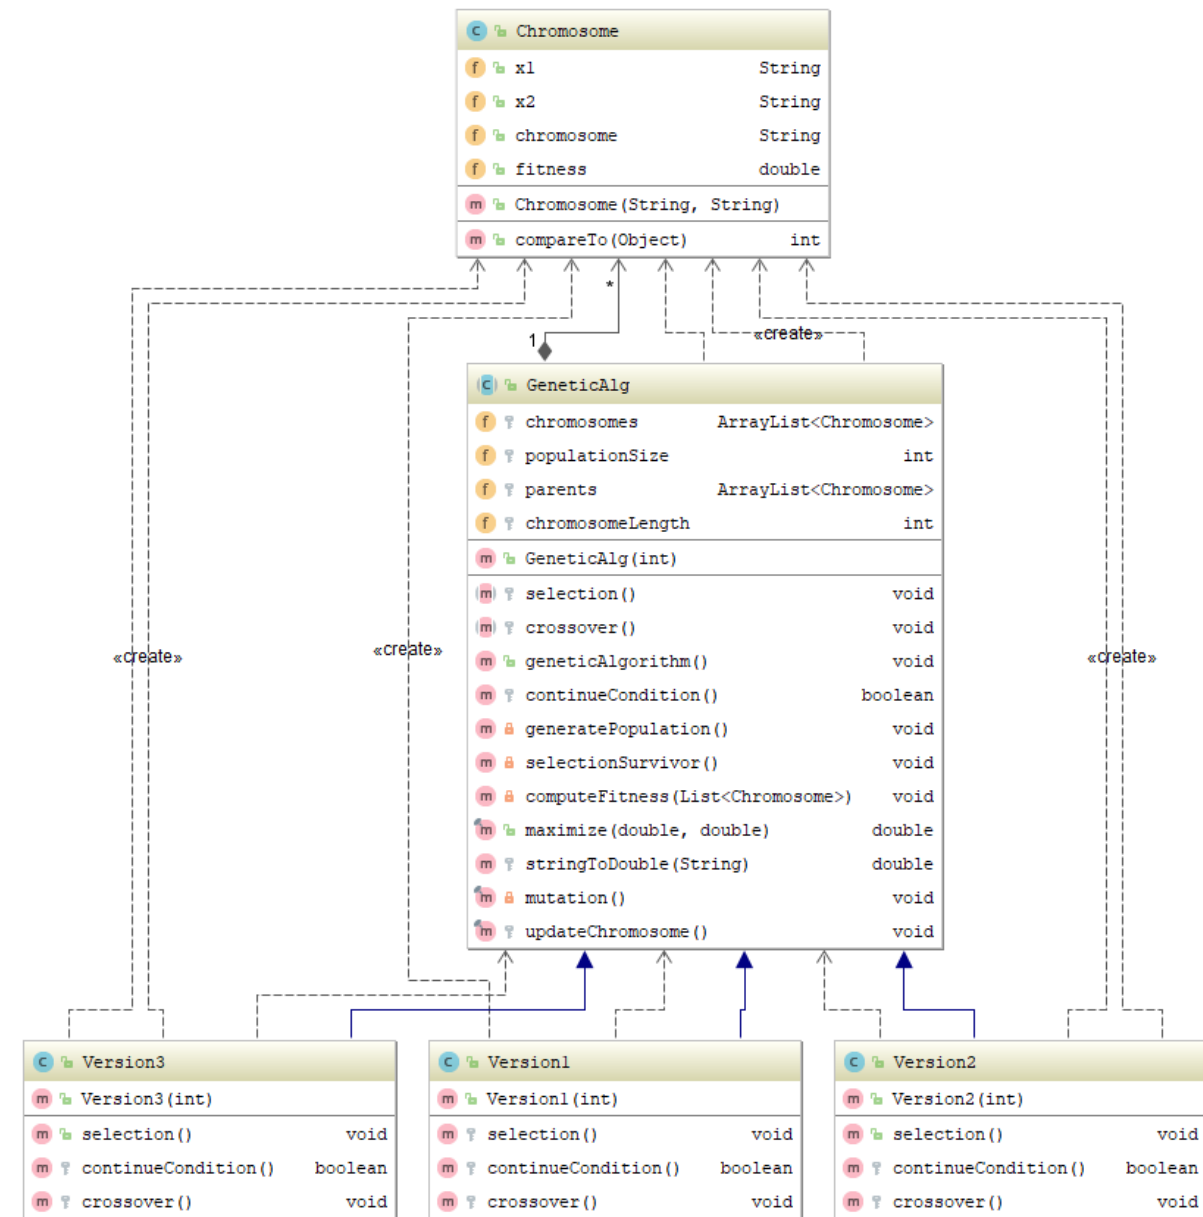 Chromosome
x1 String
x2 String
chromosome String
fitness double
Chromosome(String, String)
compareTo(Object) int
*
«create»
1
GeneticAlg
chromosomes ArrayList<Chromosome>
populationSize int
parents ArrayList<Chromosome>
chromosomeLength int
GeneticAlg(int)
selection() void
crossover() void
geneticAlgorithm() void
continueCondition() boolean
generatePopulation() void
selectionSurvivor() void
computeFitness(List<Chromosome>) void
maximize(double, double) double
stringToDouble(String) double
mutation() void
updateChromosome() void
«create»
«create»
«create»
Version3
Version3(int)
selection() void
continueCondition() boolean
crossover() void
Version1
Version1(int)
selection() void
continueCondition() boolean
crossover() void
Version2
Version2(int)
selection() void
continueCondition() boolean
crossover() void